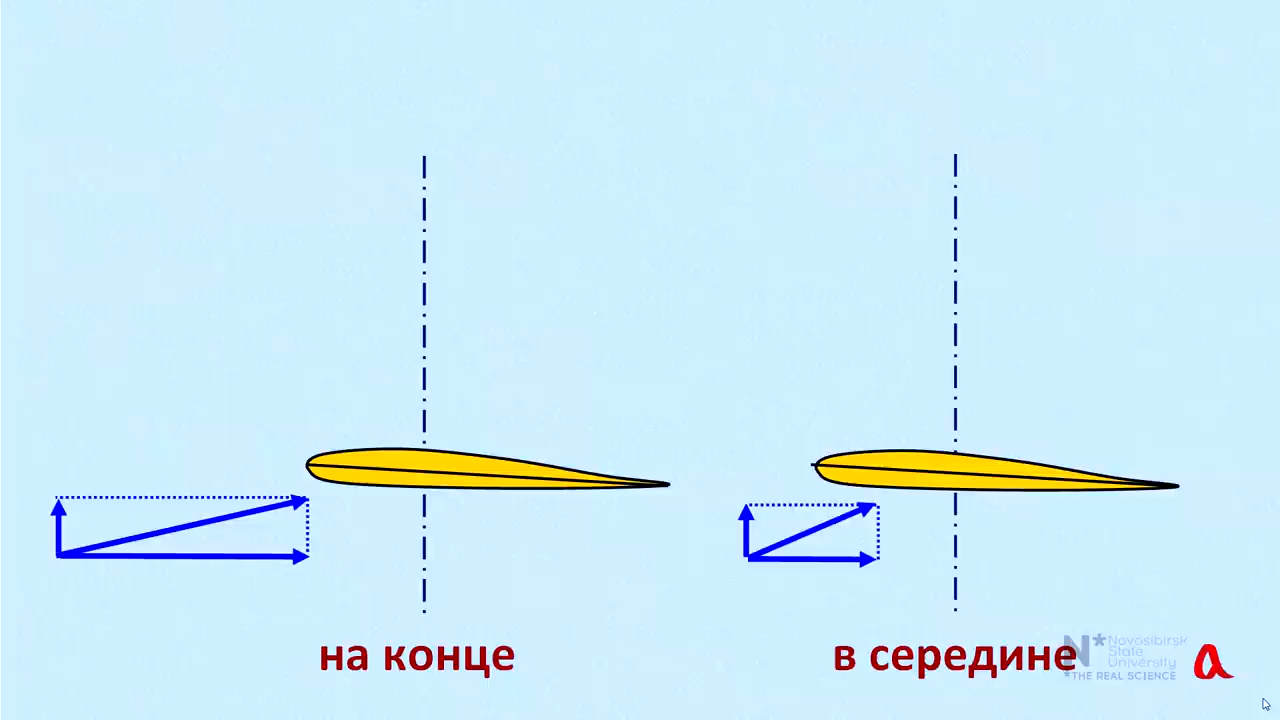 на конце
в середине
N*
Novosibirsk
State
University
*THE REAL SCIENCE
a